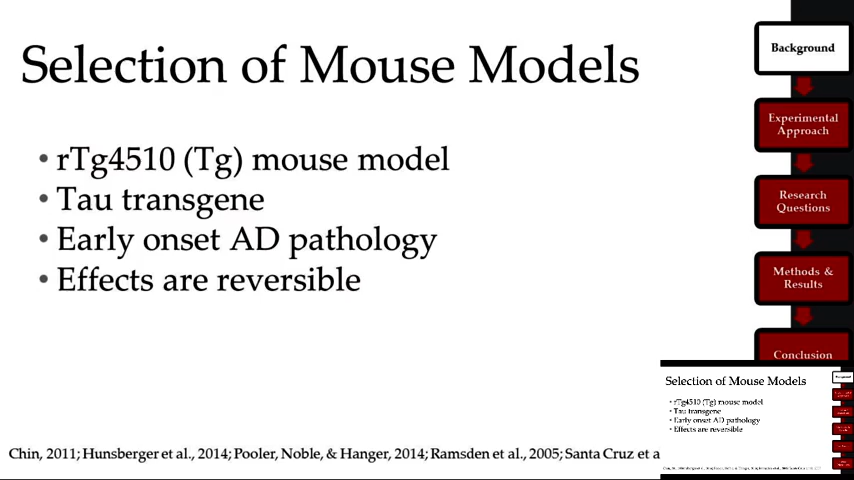 Selection of Mouse Models
• rTg4510 (Tg) mouse model
• Tau transgene
• Early onset AD pathology
• Effects are reversible
Chin, 2011; Hunsberger et al., 2014; Pooler, Noble, & Hanger, 2014; Ramsden et al., 2005; Santa Cruz et a
Background
Experimental
Approach
Research
Questions
Methods &
Results
Conclusion
Selection of Mouse Models
• rTg4510 (Tg) mouse model
• Tau transgene
• Early onset AD pathology
• Effects are reversible